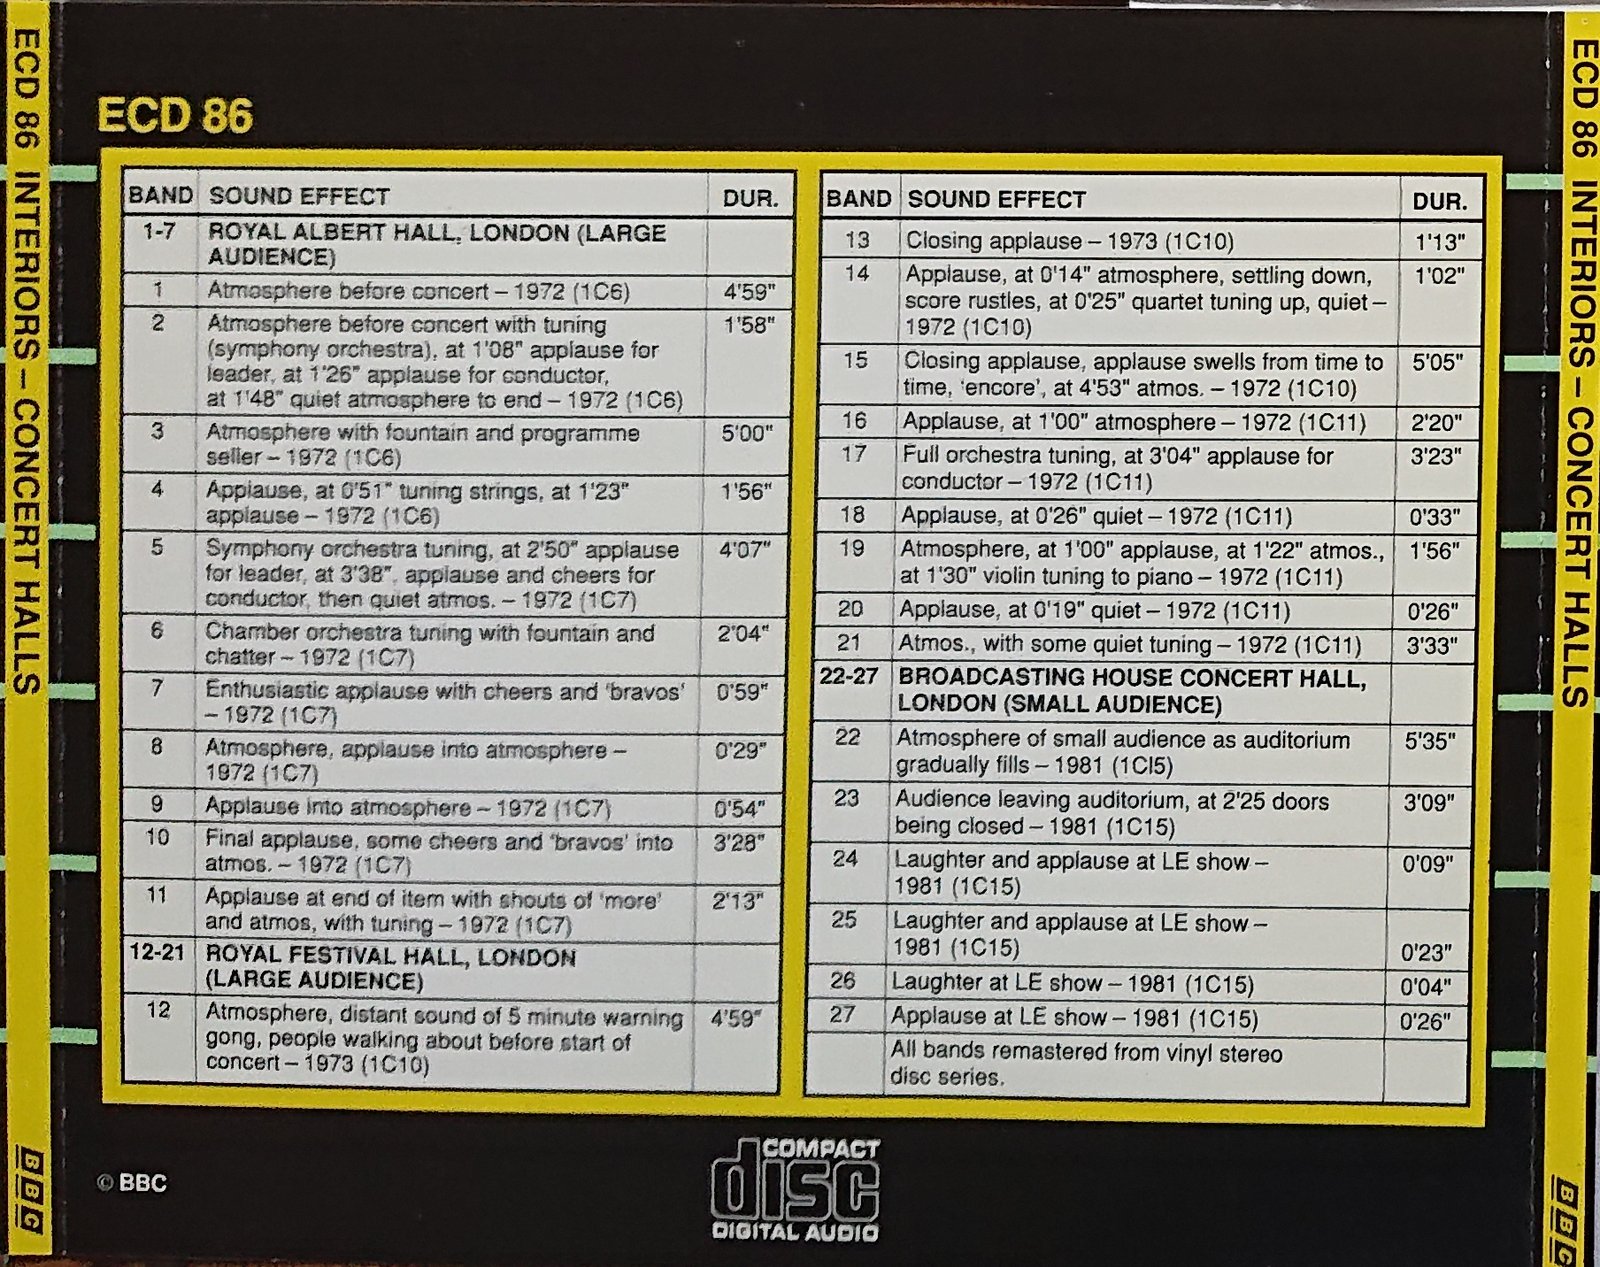 ECD 86 INTERIORS – CONCERT HALLS
BBC
ECD 86
BAND SOUND EFFECT DUR.
1-7 ROYAL ALBERT HALL, LONDON (LARGE
AUDIENCE)
1 Atmosphere before concert – 1972 (1C6) 4'59"
2 Atmosphere before concert with tuning 1'58"
(symphony orchestra), at 1'08" applause for
leader, at 1'26" applause for conductor,
at 1'48" quiet atmosphere to end – 1972 (1C6)
3 Atmosphere with fountain and programme 5'00"
seller – 1972 (1C6)
4 Applause, at 0'51" tuning strings, at 1'23" 1'56"
applause – 1972 (1C6)
5 Symphony orchestra tuning, at 2'50" applause 4'07"
for leader, at 3'38", applause and cheers for
conductor, then quiet atmos. – 1972 (1C7)
6 Chamber orchestra tuning with fountain and 2'04"
chatter – 1972 (1C7)
7 Enthusiastic applause with cheers and 'bravos' 0'59"
– 1972 (1C7)
8 Atmosphere, applause into atmosphere – 0'29"
1972 (1C7)
9 Applause into atmosphere – 1972 (1C7) 0'54"
10 Final applause, some cheers and 'bravos' into 3'28"
atmos. – 1972 (1C7)
11 Applause at end of item with shouts of 'more' 2'13"
and atmos, with tuning – 1972 (1C7)
12-21 ROYAL FESTIVAL HALL, LONDON
(LARGE AUDIENCE)
12 Atmosphere, distant sound of 5 minute warning 4'59"
gong, people walking about before start of
concert – 1973 (1C10)
BAND SOUND EFFECT DUR.
13 Closing applause – 1973 (1C10) 1'13"
14 Applause, at 0'14" atmosphere, settling down, 1'02"
score rustles, at 0'25" quartet tuning up, quiet –
1972 (1C10)
15 Closing applause, applause swells from time to 5'05"
time, 'encore', at 4'53" atmos. – 1972 (1C10)
16 Applause, at 1'00" atmosphere – 1972 (1C11) 2'20"
17 Full orchestra tuning, at 3'04" applause for 3'23"
conductor – 1972 (1C11)
18 Applause, at 0'26" quiet – 1972 (1C11) 0'33"
19 Atmosphere, at 1'00" applause, at 1'22" atmos., 1'56"
at 1'30" violin tuning to piano – 1972 (1C11)
20 Applause, at 0'19" quiet – 1972 (1C11) 0'26"
21 Atmos., with some quiet tuning – 1972 (1C11) 3'33"
22-27 BROADCASTING HOUSE CONCERT HALL,
LONDON (SMALL AUDIENCE)
22 Atmosphere of small audience as auditorium 5'35"
gradually fills – 1981 (1CI5)
23 Audience leaving auditorium, at 2'25 doors 3'09"
being closed – 1981 (1C15)
24 Laughter and applause at LE show – 0'09"
1981 (1C15)
25 Laughter and applause at LE show –
1981 (1C15) 0'23"
26 Laughter at LE show – 1981 (1C15) 0'04"
27 Applause at LE show – 1981 (1C15) 0'26"
All bands remastered from vinyl stereo
disc series.
© BBC
COMPACT
disc
DIGITAL AUDIO
ECD 86 INTERIORS – CONCERT HALLS
BBC